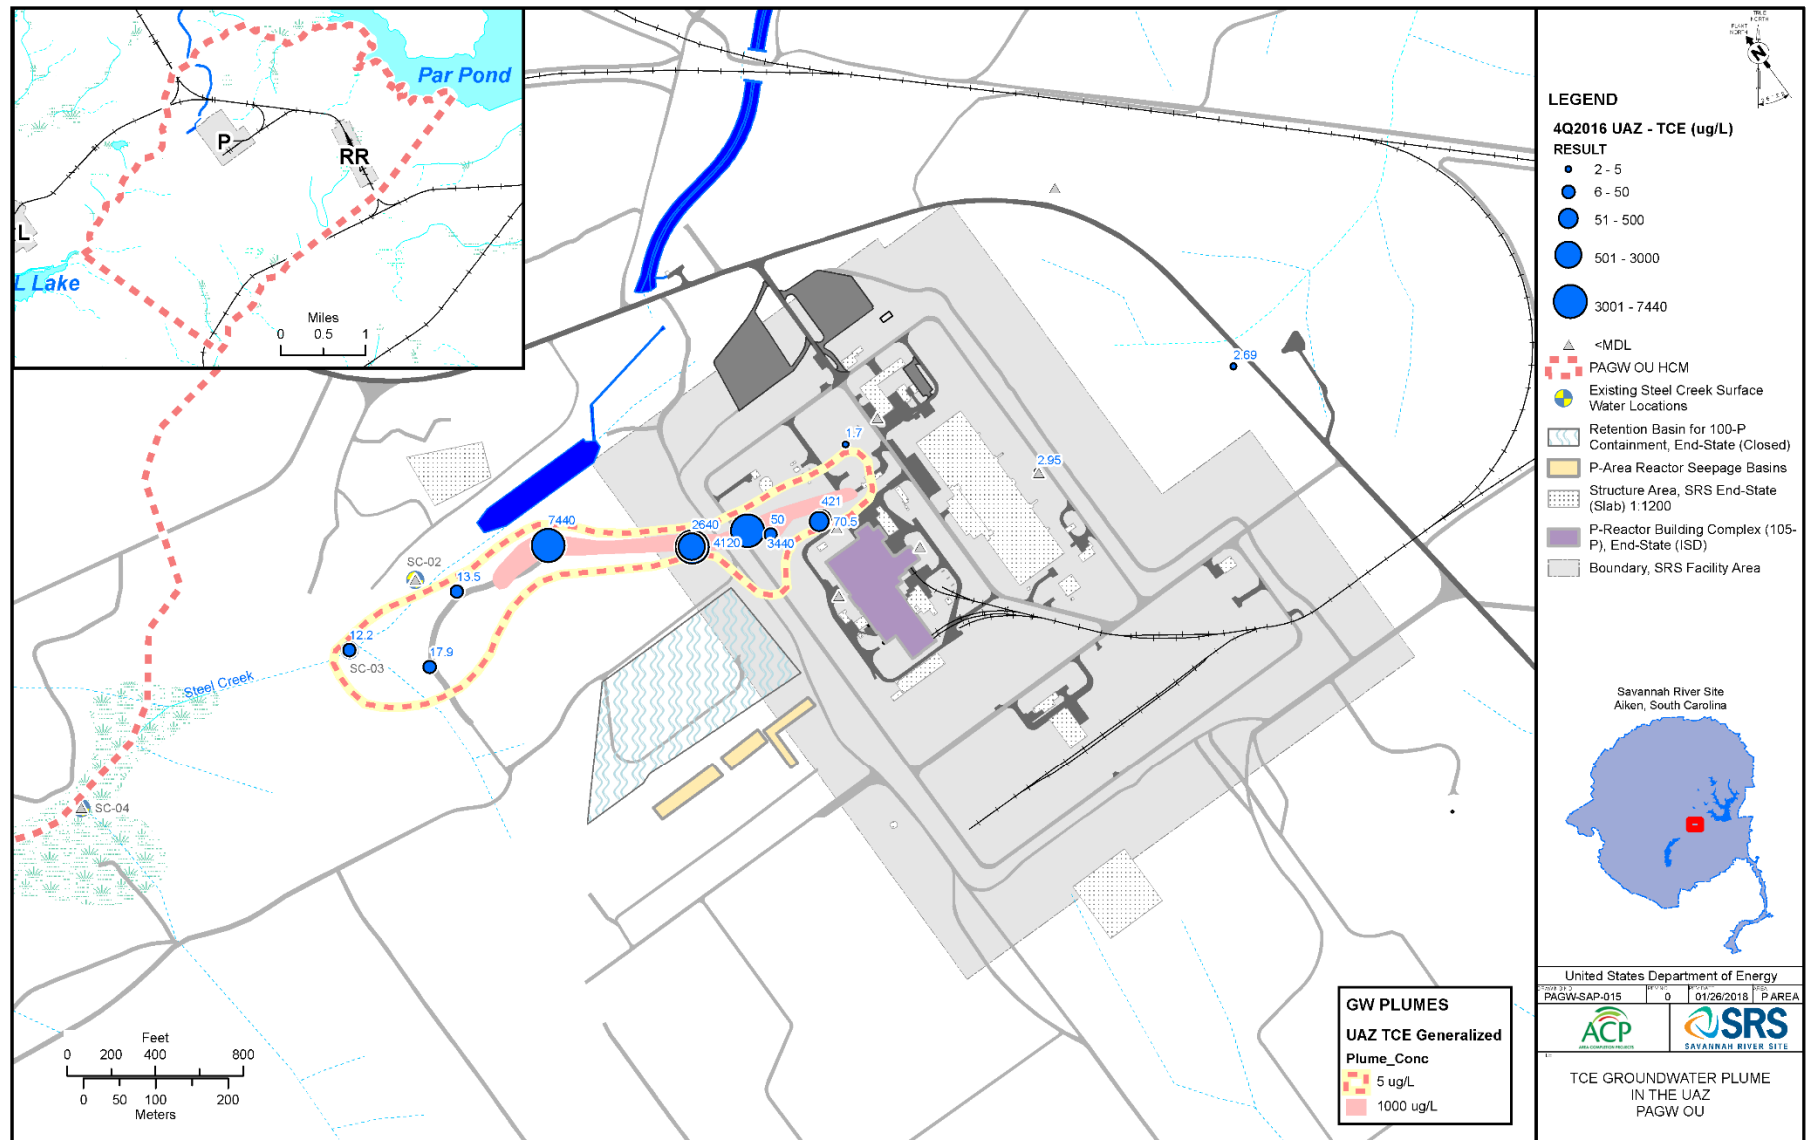 Par Pond
P
RR
L
L Lake
Miles
0 0.5 1
2.69
1.7
2.95
7440
2640
4120
50
3440
421
70.5
SC-02
13.5
12.2
SC-03
17.9
Steel Creek
SC-04
Feet
0 200 400 800
0 50 100 200
Meters
GW PLUMES
UAZ TCE Generalized
Plume_Conc
5 ug/L
1000 ug/L
TRUE
NORTH
PLANT
NORTH
N
LEGEND
4Q2016 UAZ - TCE (ug/L)
RESULT
2 - 5
6 - 50
51 - 500
501 - 3000
3001 - 7440
<MDL
PAGW OU HCM
Existing Steel Creek Surface
Water Locations
Retention Basin for 100-P
Containment, End-State (Closed)
P-Area Reactor Seepage Basins
Structure Area, SRS End-State
(Slab) 1:1200
P-Reactor Building Complex (105-
P), End-State (ISD)
Boundary, SRS Facility Area
Savannah River Site
Aiken, South Carolina
United States Department of Energy
PAGW-SAP-015 0 01/26/2018 P AREA
ACP
AREA COMPLETION PROJECTS
SRS
SAVANNAH RIVER SITE
TCE GROUNDWATER PLUME
IN THE UAZ
PAGW OU